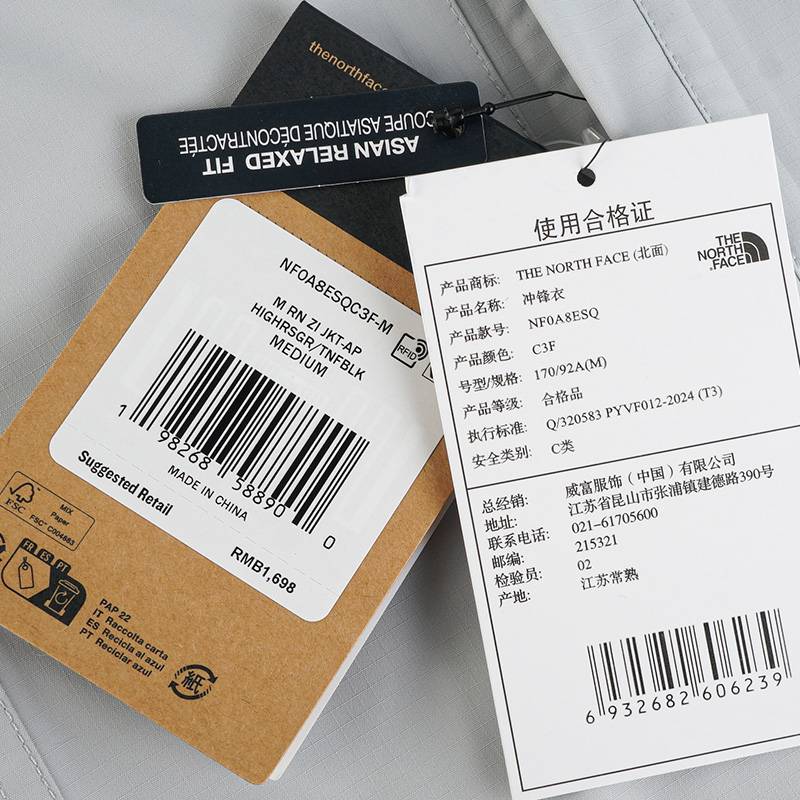 thenorthface
ASIAN RELAXED FIT
COUPE ASIATIQUE DÉCONTRACTÉE
NF0A8ESQC3F-M
M RN ZI JKT-AP
HIGHRSGR/TNFBLK
MEDIUM
RFID
1 98268 58890 0
MADE IN CHINA
Suggested Retail
RMB1,698
FSC
MIX
Paper
FSC™ C004683
FR ES PT
PAP 22
IT Raccolta carta
ES Recicla al azul
PT Reciclar azul
紙
使用合格证
THE
NORTH
FACE
产品商标: THE NORTH FACE (北面)
产品名称: 冲锋衣
产品款号: NF0A8ESQ
产品颜色: C3F
号型/规格: 170/92A(M)
产品等级: 合格品
执行标准: Q/320583 PYVF012-2024 (T3)
安全类别: C类
总经销: 威富服饰（中国）有限公司
地址: 江苏省昆山市张浦镇建德路390号
联系电话: 021-61705600
邮编: 215321
检验员: 02
产地: 江苏常熟
6 932682 606239